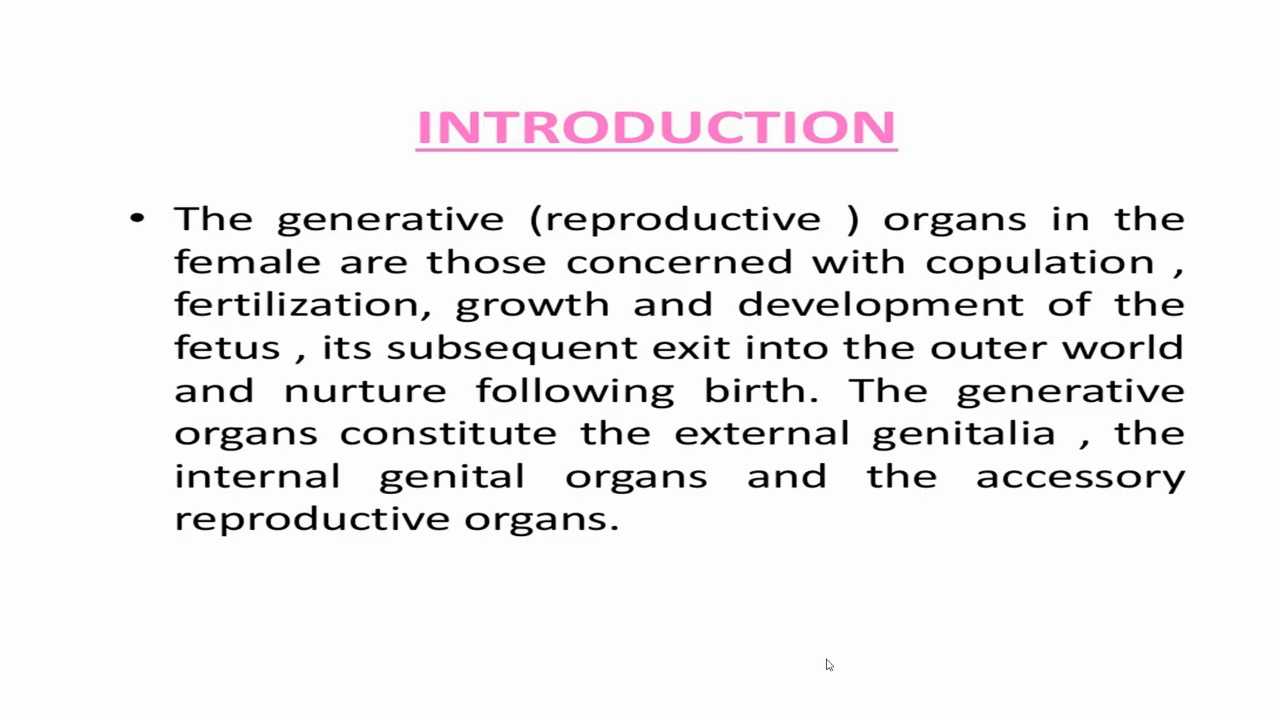 INTRODUCTION
• The generative (reproductive ) organs in the
female are those concerned with copulation ,
fertilization, growth and development of the
fetus , its subsequent exit into the outer world
and nurture following birth. The generative
organs constitute the external genitalia , the
internal genital organs and the accessory
reproductive organs.